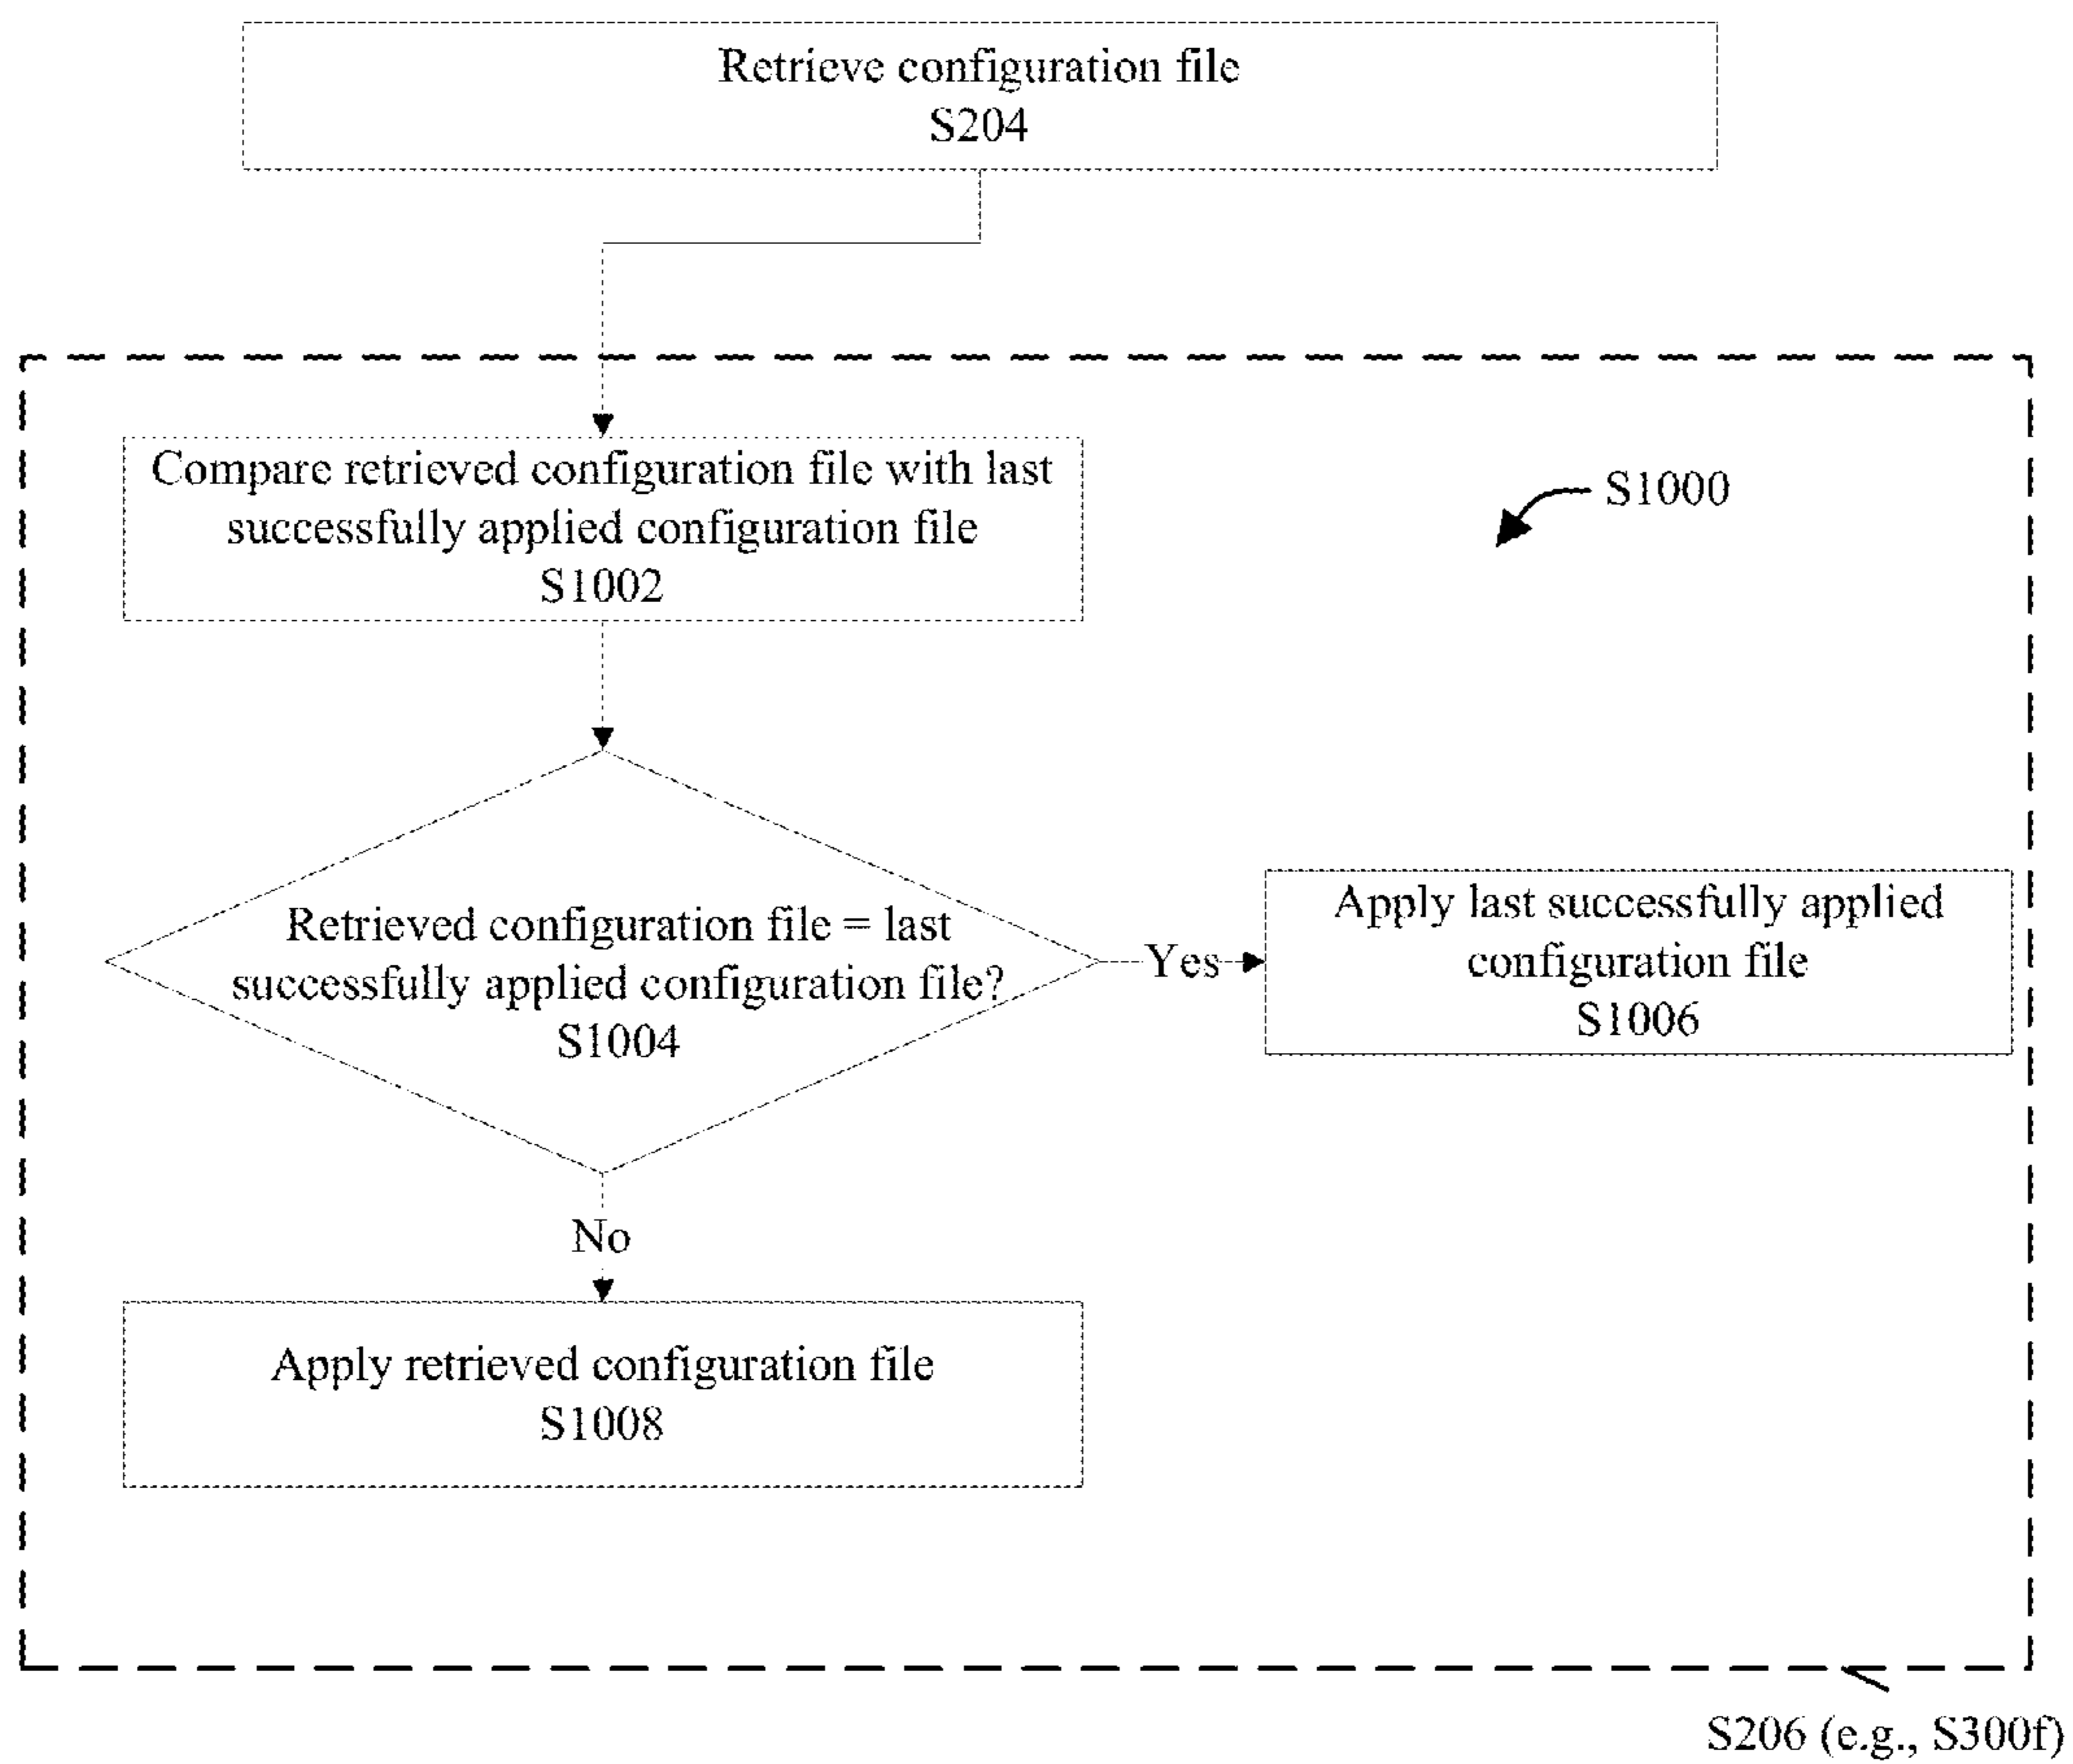 Retrieve configuration file
S204
Compare retrieved configuration file with last
successfully applied configuration file
S1002
S1000
Retrieved configuration file = last
successfully applied configuration file?
S1004
Yes
Apply last successfully applied
configuration file
S1006
No
Apply retrieved configuration file
S1008
S206 (e.g., S300f)